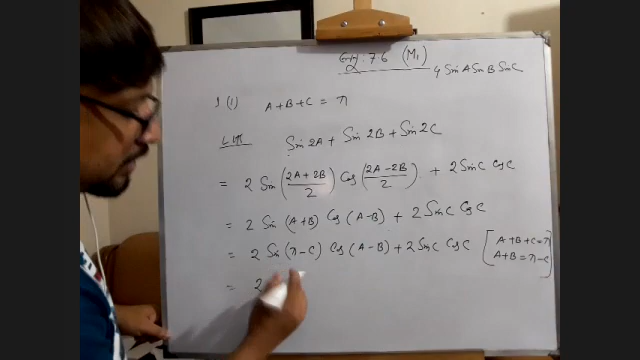 7.6 (M₁)
4 Sin A Sin B Sin C
1 (i) A+B+C = π
Sin 2A + Sin 2B + Sin 2C
= 2 Sin (2A+2B/2) Cos (2A-2B/2) + 2 Sin C Cos C
= 2 Sin (A+B) Cos (A-B) + 2 Sin C Cos C
= 2 Sin (π-C) Cos (A-B) + 2 Sin C Cos C [A+B+C=π
A+B=π-C]
= 2